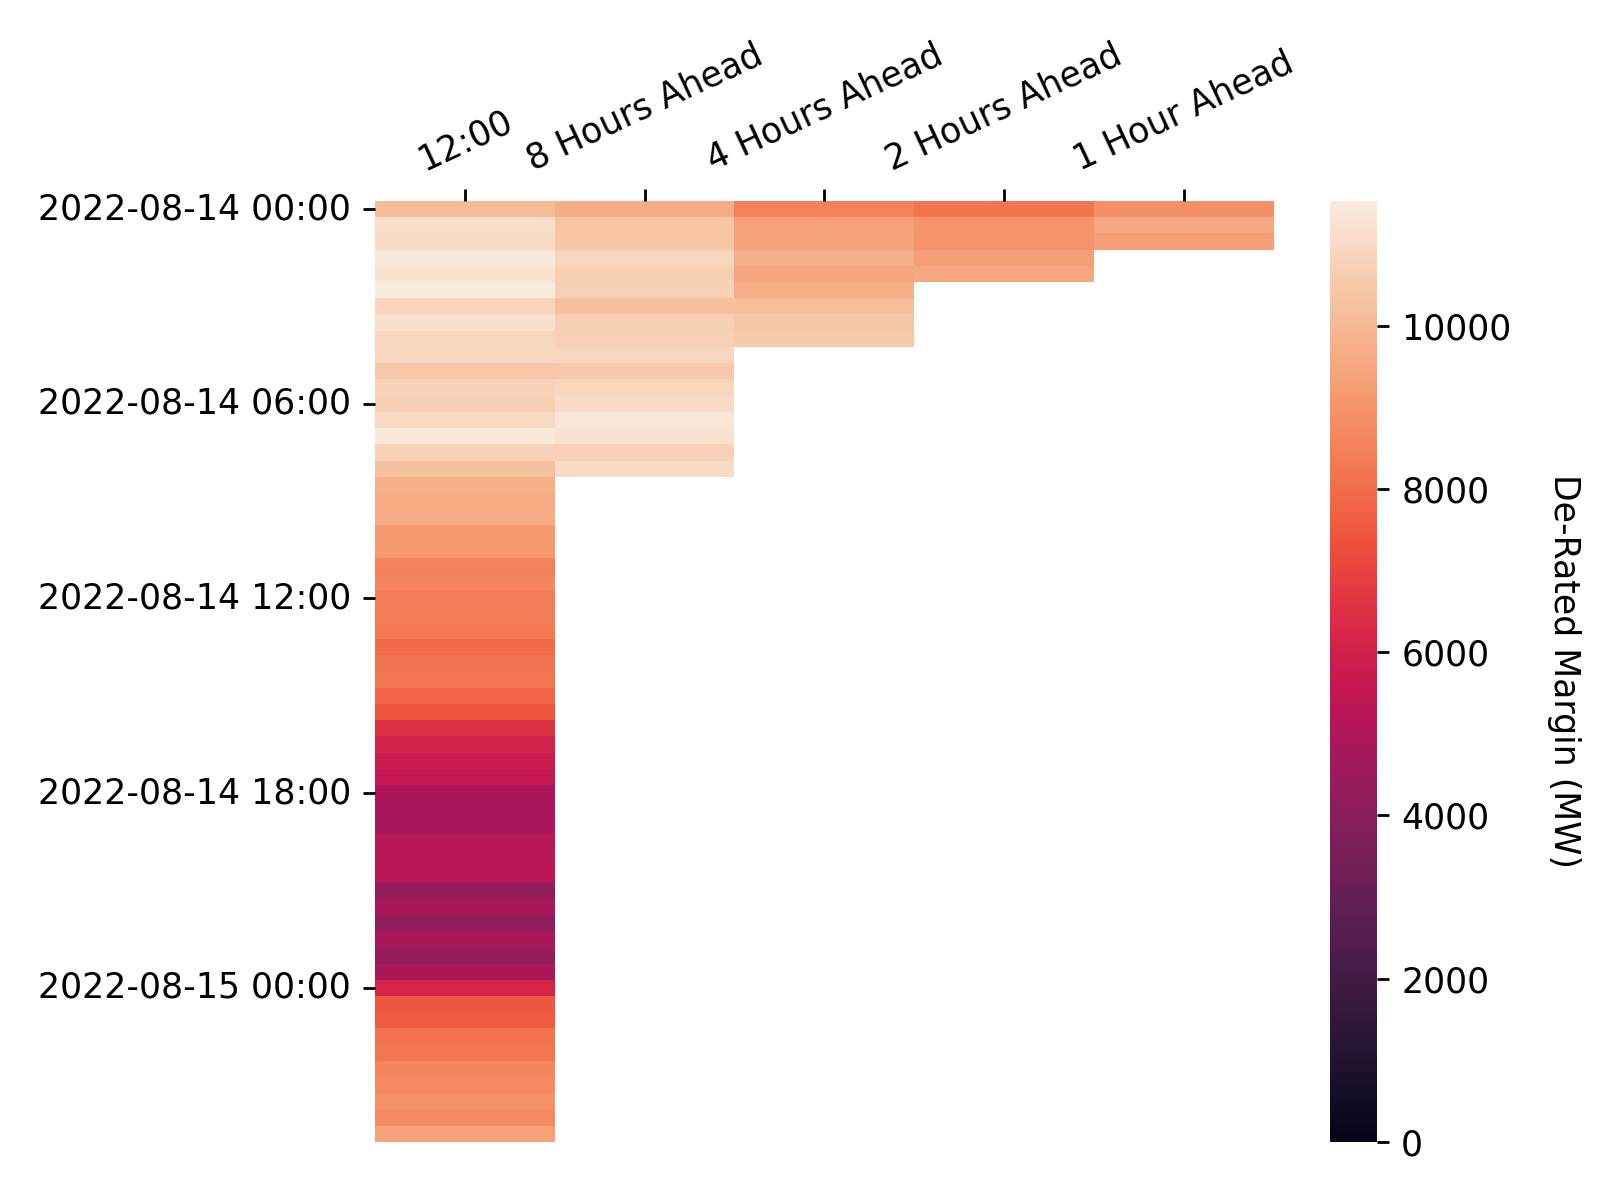 12:00
8 Hours Ahead
4 Hours Ahead
2 Hours Ahead
1 Hour Ahead
2022-08-14 00:00
2022-08-14 06:00
2022-08-14 12:00
2022-08-14 18:00
2022-08-15 00:00
10000
8000
6000
4000
2000
0
De-Rated Margin (MW)